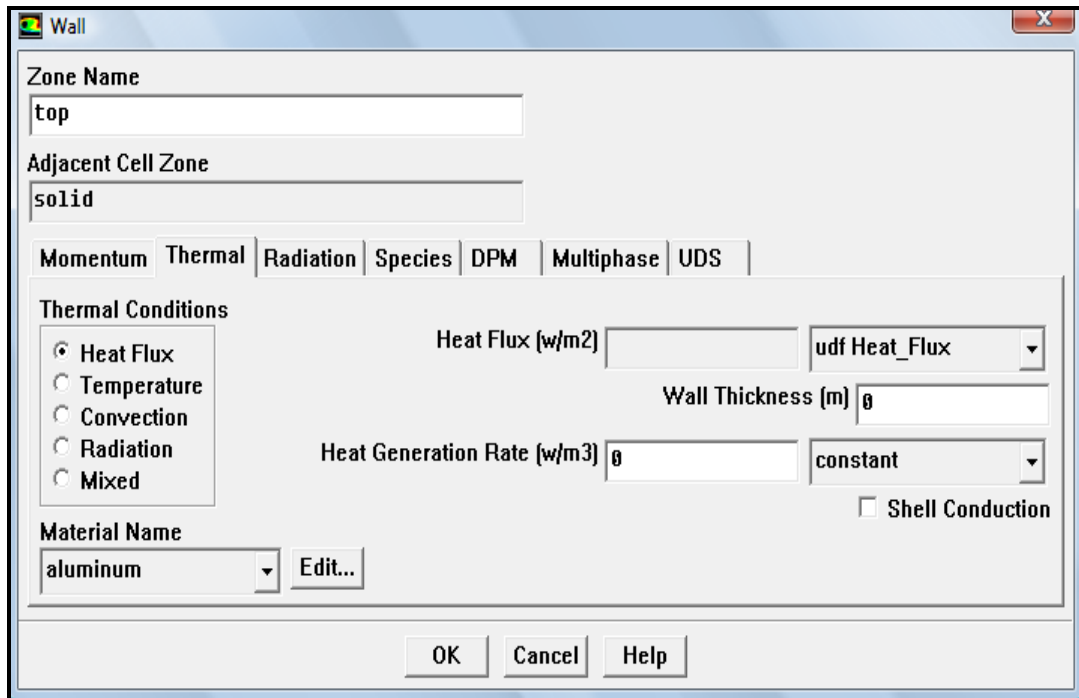 Wall
X
Zone Name
top
Adjacent Cell Zone
solid
Momentum Thermal Radiation Species DPM Multiphase UDS
Thermal Conditions
Heat Flux
Temperature
Convection
Radiation
Mixed
Heat Flux (w/m2) udf Heat_Flux
Wall Thickness (m) 0
Heat Generation Rate (w/m3) 0 constant
Shell Conduction
Material Name
aluminum Edit...
OK Cancel Help